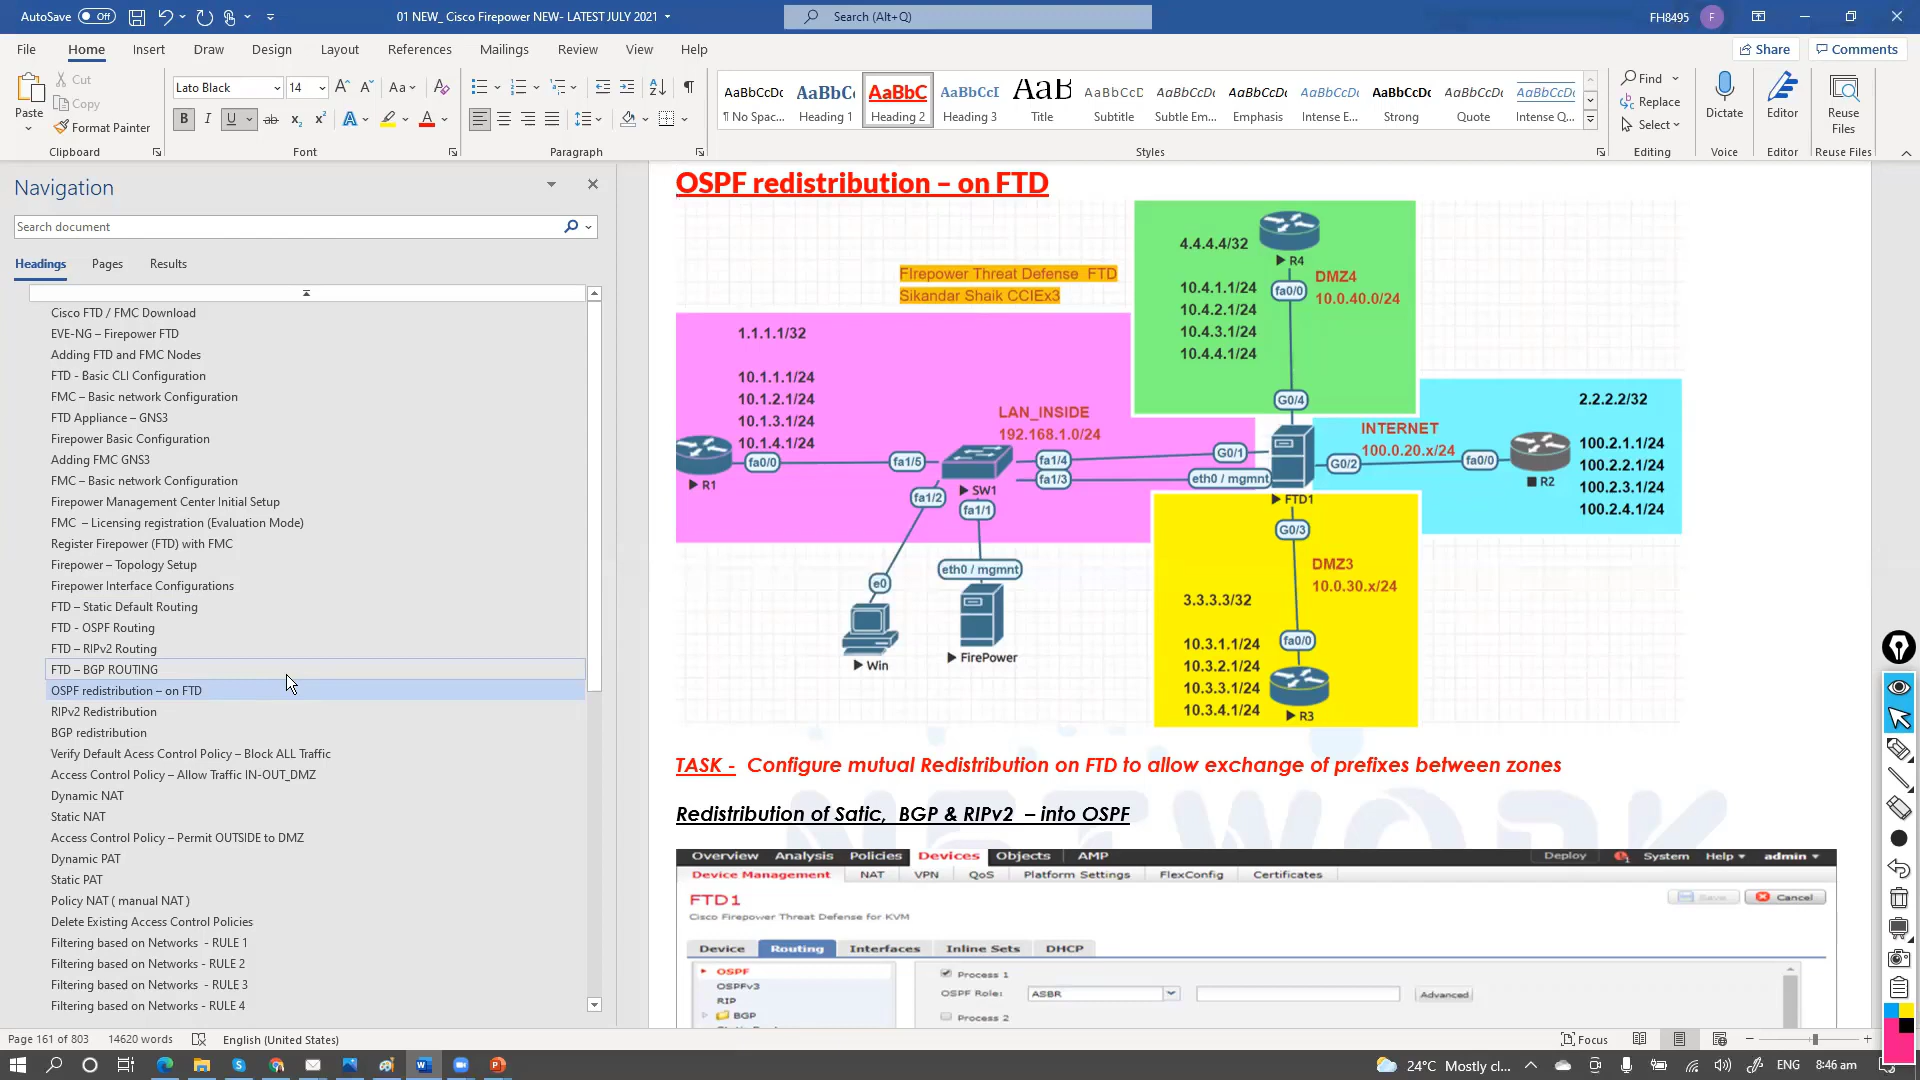 AutoSave Off
01 NEW_ Cisco Firepower NEW- LATEST JULY 2021
Search (Alt+Q)
FH8495 F
File Home Insert Draw Design Layout References Mailings Review View Help
Share Comments
Paste
Cut
Copy
Format Painter
Clipboard
Lato Black 14
Font
Paragraph
AaBbCcDc ¶ No Spac...
AaBbC Heading 1
AaBbC Heading 2
AaBbCcI Heading 3
AaB Title
AaBbCcD Subtitle
AaBbCcDc Subtle Em...
AaBbCcDc Emphasis
AaBbCcDc Intense E...
AaBbCcDc Strong
AaBbCcDc Quote
AaBbCcDc Intense Q...
Styles
Find
Replace
Select
Editing
Dictate
Voice
Editor
Editor
Reuse Files
Reuse Files
Navigation
Search document
Headings Pages Results
Cisco FTD / FMC Download
EVE-NG – Firepower FTD
Adding FTD and FMC Nodes
FTD - Basic CLI Configuration
FMC – Basic network Configuration
FTD Appliance – GNS3
Firepower Basic Configuration
Adding FMC GNS3
FMC – Basic network Configuration
Firepower Management Center Initial Setup
FMC – Licensing registration (Evaluation Mode)
Register Firepower (FTD) with FMC
Firepower – Topology Setup
Firepower Interface Configurations
FTD – Static Default Routing
FTD - OSPF Routing
FTD – RIPv2 Routing
FTD – BGP ROUTING
OSPF redistribution – on FTD
RIPv2 Redistribution
BGP redistribution
Verify Default Acess Control Policy – Block ALL Traffic
Access Control Policy – Allow Traffic IN-OUT_DMZ
Dynamic NAT
Static NAT
Access Control Policy – Permit OUTSIDE to DMZ
Dynamic PAT
Static PAT
Policy NAT ( manual NAT )
Delete Existing Access Control Policies
Filtering based on Networks - RULE 1
Filtering based on Networks - RULE 2
Filtering based on Networks - RULE 3
Filtering based on Networks - RULE 4
OSPF redistribution – on FTD
FIrepower Threat Defense FTD
Sikandar Shaik CCIEx3
4.4.4.4/32
R4
10.4.1.1/24
10.4.2.1/24
10.4.3.1/24
10.4.4.1/24
fa0/0
DMZ4
10.0.40.0/24
G0/4
1.1.1.1/32
10.1.1.1/24
10.1.2.1/24
10.1.3.1/24
10.1.4.1/24
LAN_INSIDE
192.168.1.0/24
R1
fa0/0
fa1/5
SW1
fa1/4
fa1/3
fa1/2
fa1/1
G0/1
eth0 / mgmnt
FTD1
G0/2
INTERNET
100.0.20.x/24
fa0/0
R2
2.2.2.2/32
100.2.1.1/24
100.2.2.1/24
100.2.3.1/24
100.2.4.1/24
e0
Win
eth0 / mgmnt
FirePower
G0/3
DMZ3
10.0.30.x/24
3.3.3.3/32
10.3.1.1/24
10.3.2.1/24
10.3.3.1/24
10.3.4.1/24
fa0/0
R3
TASK - Configure mutual Redistribution on FTD to allow exchange of prefixes between zones
Redistribution of Satic, BGP & RIPv2 – into OSPF
NETWORK
Overview Analysis Policies Devices Objects AMP Deploy System Help admin
Device Management NAT VPN QoS Platform Settings FlexConfig Certificates
FTD1
Save Cancel
Cisco Firepower Threat Defense for KVM
Device Routing Interfaces Inline Sets DHCP
OSPF
OSPFv3
RIP
BGP
Process 1
OSPF Role: ASBR Advanced
Process 2
Page 161 of 803 14620 words English (United States)
Focus
24°C Mostly cl... ENG 8:46 am